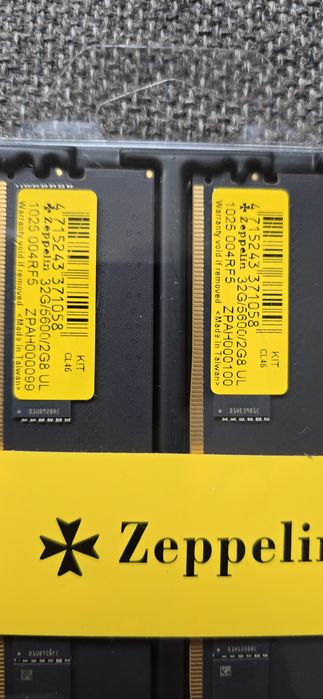 4 715243 371058
Zeppelin 32G/5600/2G8 UL
1025 004RF5 ZPAH000099
Warranty void if removed <Made in Taiwan>
KIT
CL46
4 715243 371058
Zeppelin 32G/5600/2G8 UL
1025 004RF5 ZPAH000100
Warranty void if removed <Made in Taiwan>
KIT
CL46
Zeppelin